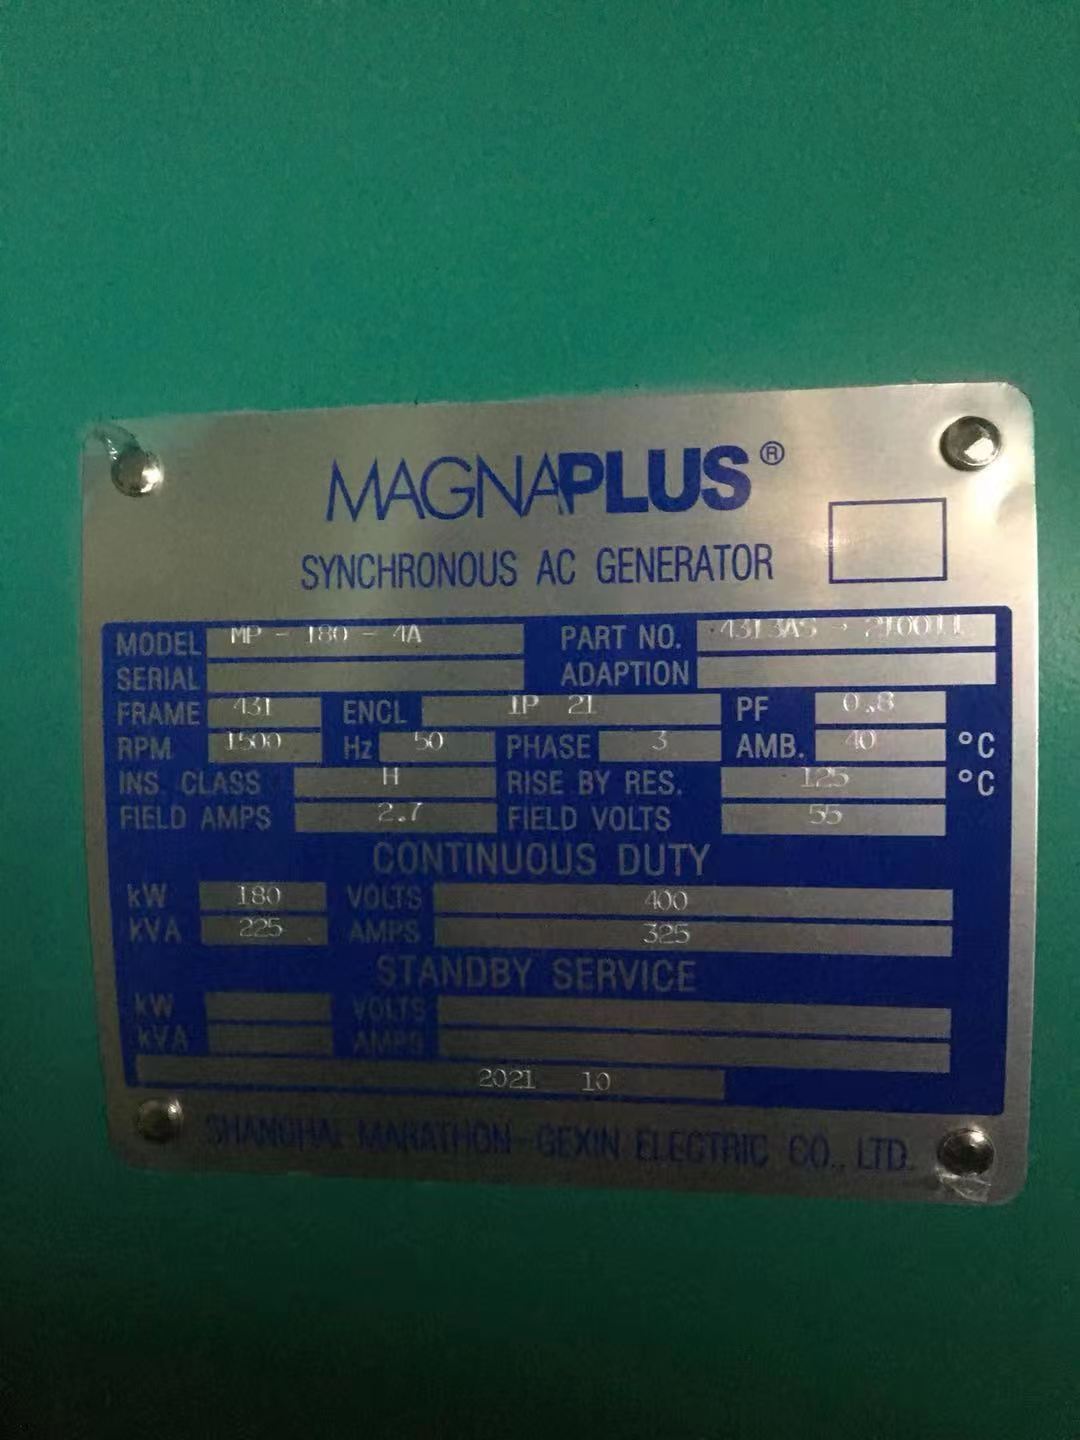 MAGNAPLUS®
SYNCHRONOUS AC GENERATOR
MODEL MP - 180 - 4A PART NO. 4313AS - 210011
SERIAL ADAPTION
FRAME 431 ENCL IP 21 PF 0.8
RPM 1500 Hz 50 PHASE 3 AMB. 40 °C
INS. CLASS H RISE BY RES. 125 °C
FIELD AMPS 2.7 FIELD VOLTS 55
CONTINUOUS DUTY
kW 180 VOLTS 400
kVA 225 AMPS 325
STANDBY SERVICE
kW VOLTS
kVA AMPS
2021 10
SHANGHAI MARATHON-GEXIN ELECTRIC CO., LTD.